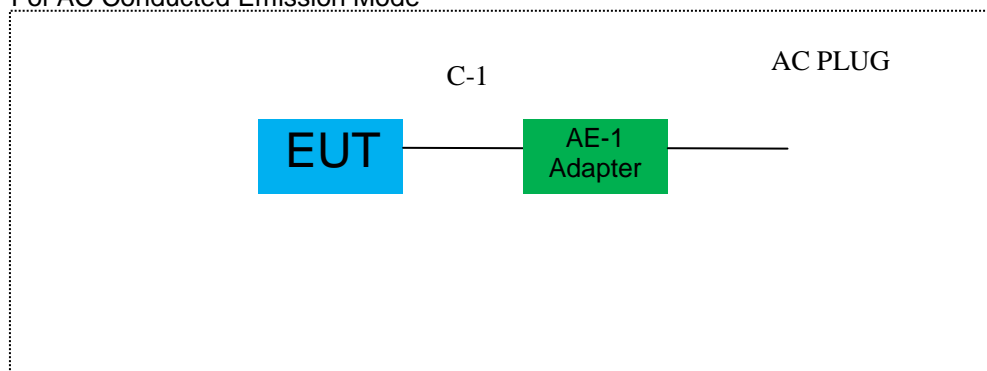 For AC Conducted Emission Mode
AC PLUG
C-1
EUT
AE-1
Adapter